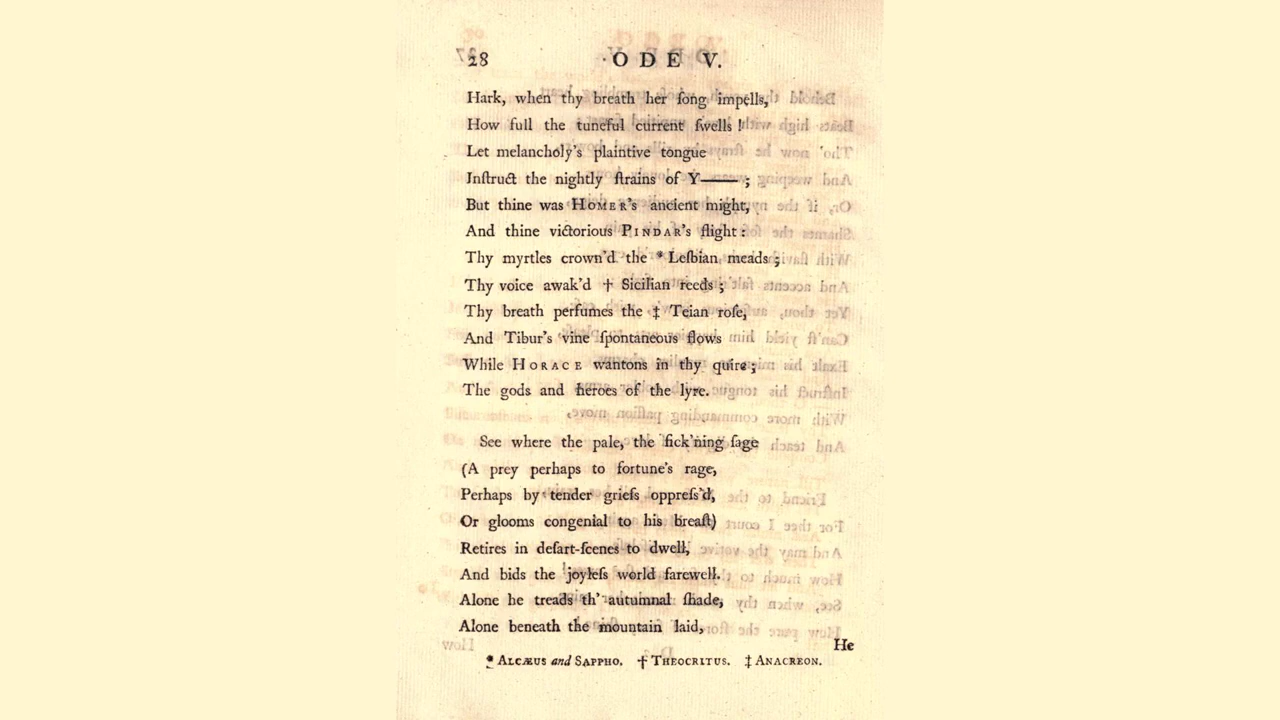 28 ODE V.
Hark, when thy breath her ſong impells,
How full the tuneful current ſwells !
Let melancholy's plaintive tongue
Inſtruct the nightly ſtrains of Y—— ;
But thine was HOMER's ancient might,
And thine victorious PINDAR's flight :
Thy myrtles crown'd the * Leſbian meads ;
Thy voice awak'd † Sicilian reeds ;
Thy breath perfumes the ‡ Teian roſe,
And Tibur's vine ſpontaneous flows
While HORACE wantons in thy quire ;
The gods and heroes of the lyre.
See where the pale, the ſick'ning ſage
(A prey perhaps to fortune's rage,
Perhaps by tender griefs oppreſs'd,
Or glooms congenial to his breaſt)
Retires in deſart-ſcenes to dwell,
And bids the joyleſs world farewell.
Alone he treads th' autumnal ſhade,
Alone beneath the mountain laid,
He
* ALCÆUS and SAPPHO. † THEOCRITUS. ‡ ANACREON.